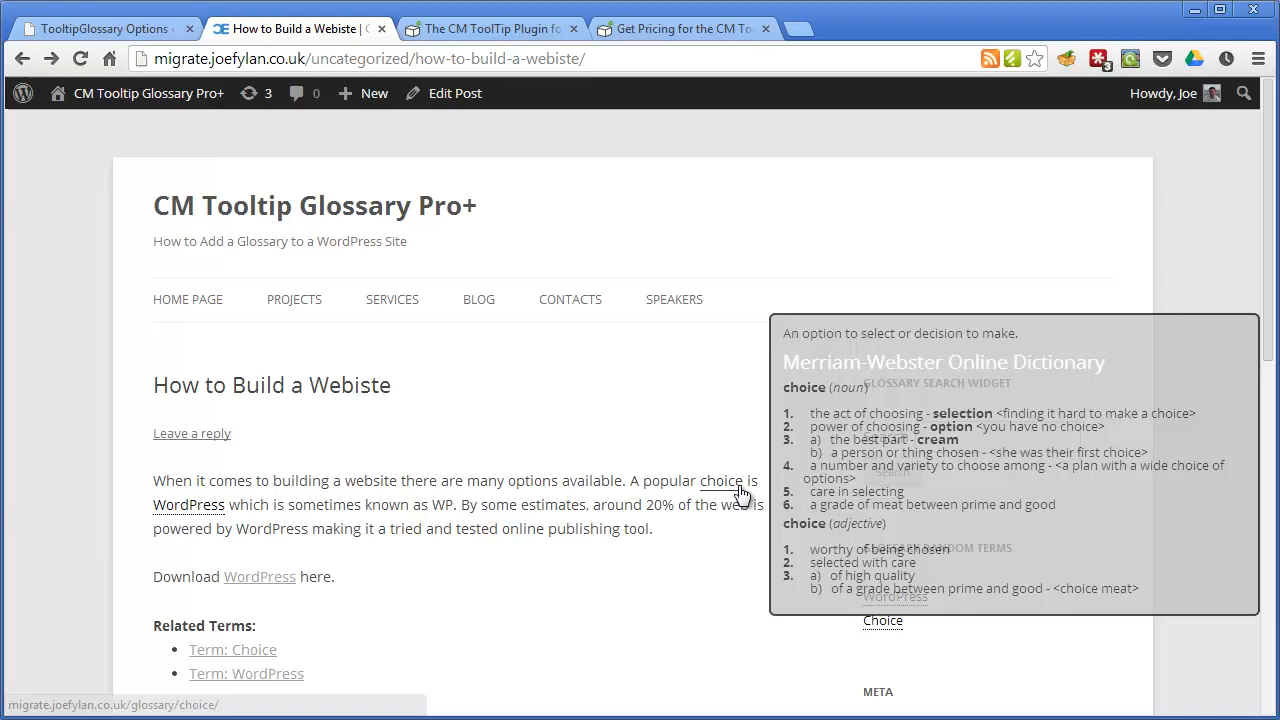 TooltipGlossary Options
How to Build a Webiste | C
The CM ToolTip Plugin fo
Get Pricing for the CM To
migrate.joefylan.co.uk/uncategorized/how-to-build-a-webiste/
3
CM Tooltip Glossary Pro+
3
0
New
Edit Post
Howdy, Joe
CM Tooltip Glossary Pro+
How to Add a Glossary to a WordPress Site
HOME PAGE
PROJECTS
SERVICES
BLOG
CONTACTS
SPEAKERS
How to Build a Webiste
Leave a reply
When it comes to building a website there are many options available. A popular choice is
WordPress which is sometimes known as WP. By some estimates, around 20% of the web is
powered by WordPress making it a tried and tested online publishing tool.
Download WordPress here.
Related Terms:
Term: Choice
Term: WordPress
An option to select or decision to make.
Merriam-Webster Online Dictionary
choice (noun)
GLOSSARY SEARCH WIDGET
1. the act of choosing - selection <finding it hard to make a choice>
2. power of choosing - option <you have no choice>
3. a) the best part - cream
b) a person or thing chosen - <she was their first choice>
4. a number and variety to choose among - <a plan with a wide choice of
options>
5. care in selecting
6. a grade of meat between prime and good
choice (adjective)
1. worthy of being chosen
GLOSSARY RANDOM TERMS
2. selected with care
3. a) of high quality
b) of a grade between prime and good - <choice meat>
WordPress
Choice
META
migrate.joefylan.co.uk/glossary/choice/